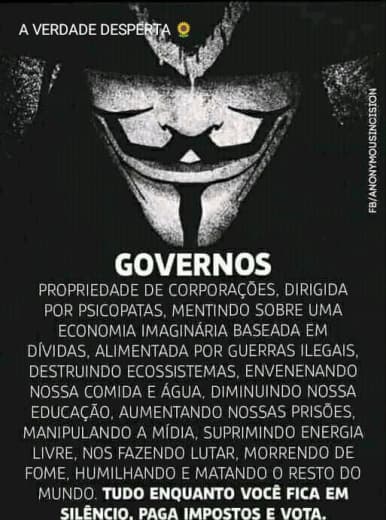 A VERDADE DESPERTA 🌻
FB/ANONYMOUSINCISION
GOVERNOS
PROPRIEDADE DE CORPORAÇÕES, DIRIGIDA
POR PSICOPATAS, MENTINDO SOBRE UMA
ECONOMIA IMAGINÁRIA BASEADA EM
DÍVIDAS, ALIMENTADA POR GUERRAS ILEGAIS,
DESTRUINDO ECOSSISTEMAS, ENVENENANDO
NOSSA COMIDA E ÁGUA, DIMINUINDO NOSSA
EDUCAÇÃO, AUMENTANDO NOSSAS PRISÕES,
MANIPULANDO A MÍDIA, SUPRIMINDO ENERGIA
LIVRE, NOS FAZENDO LUTAR, MORRENDO DE
FOME, HUMILHANDO E MATANDO O RESTO DO
MUNDO. TUDO ENQUANTO VOCÊ FICA EM
SILÊNCIO, PAGA IMPOSTOS E VOTA.